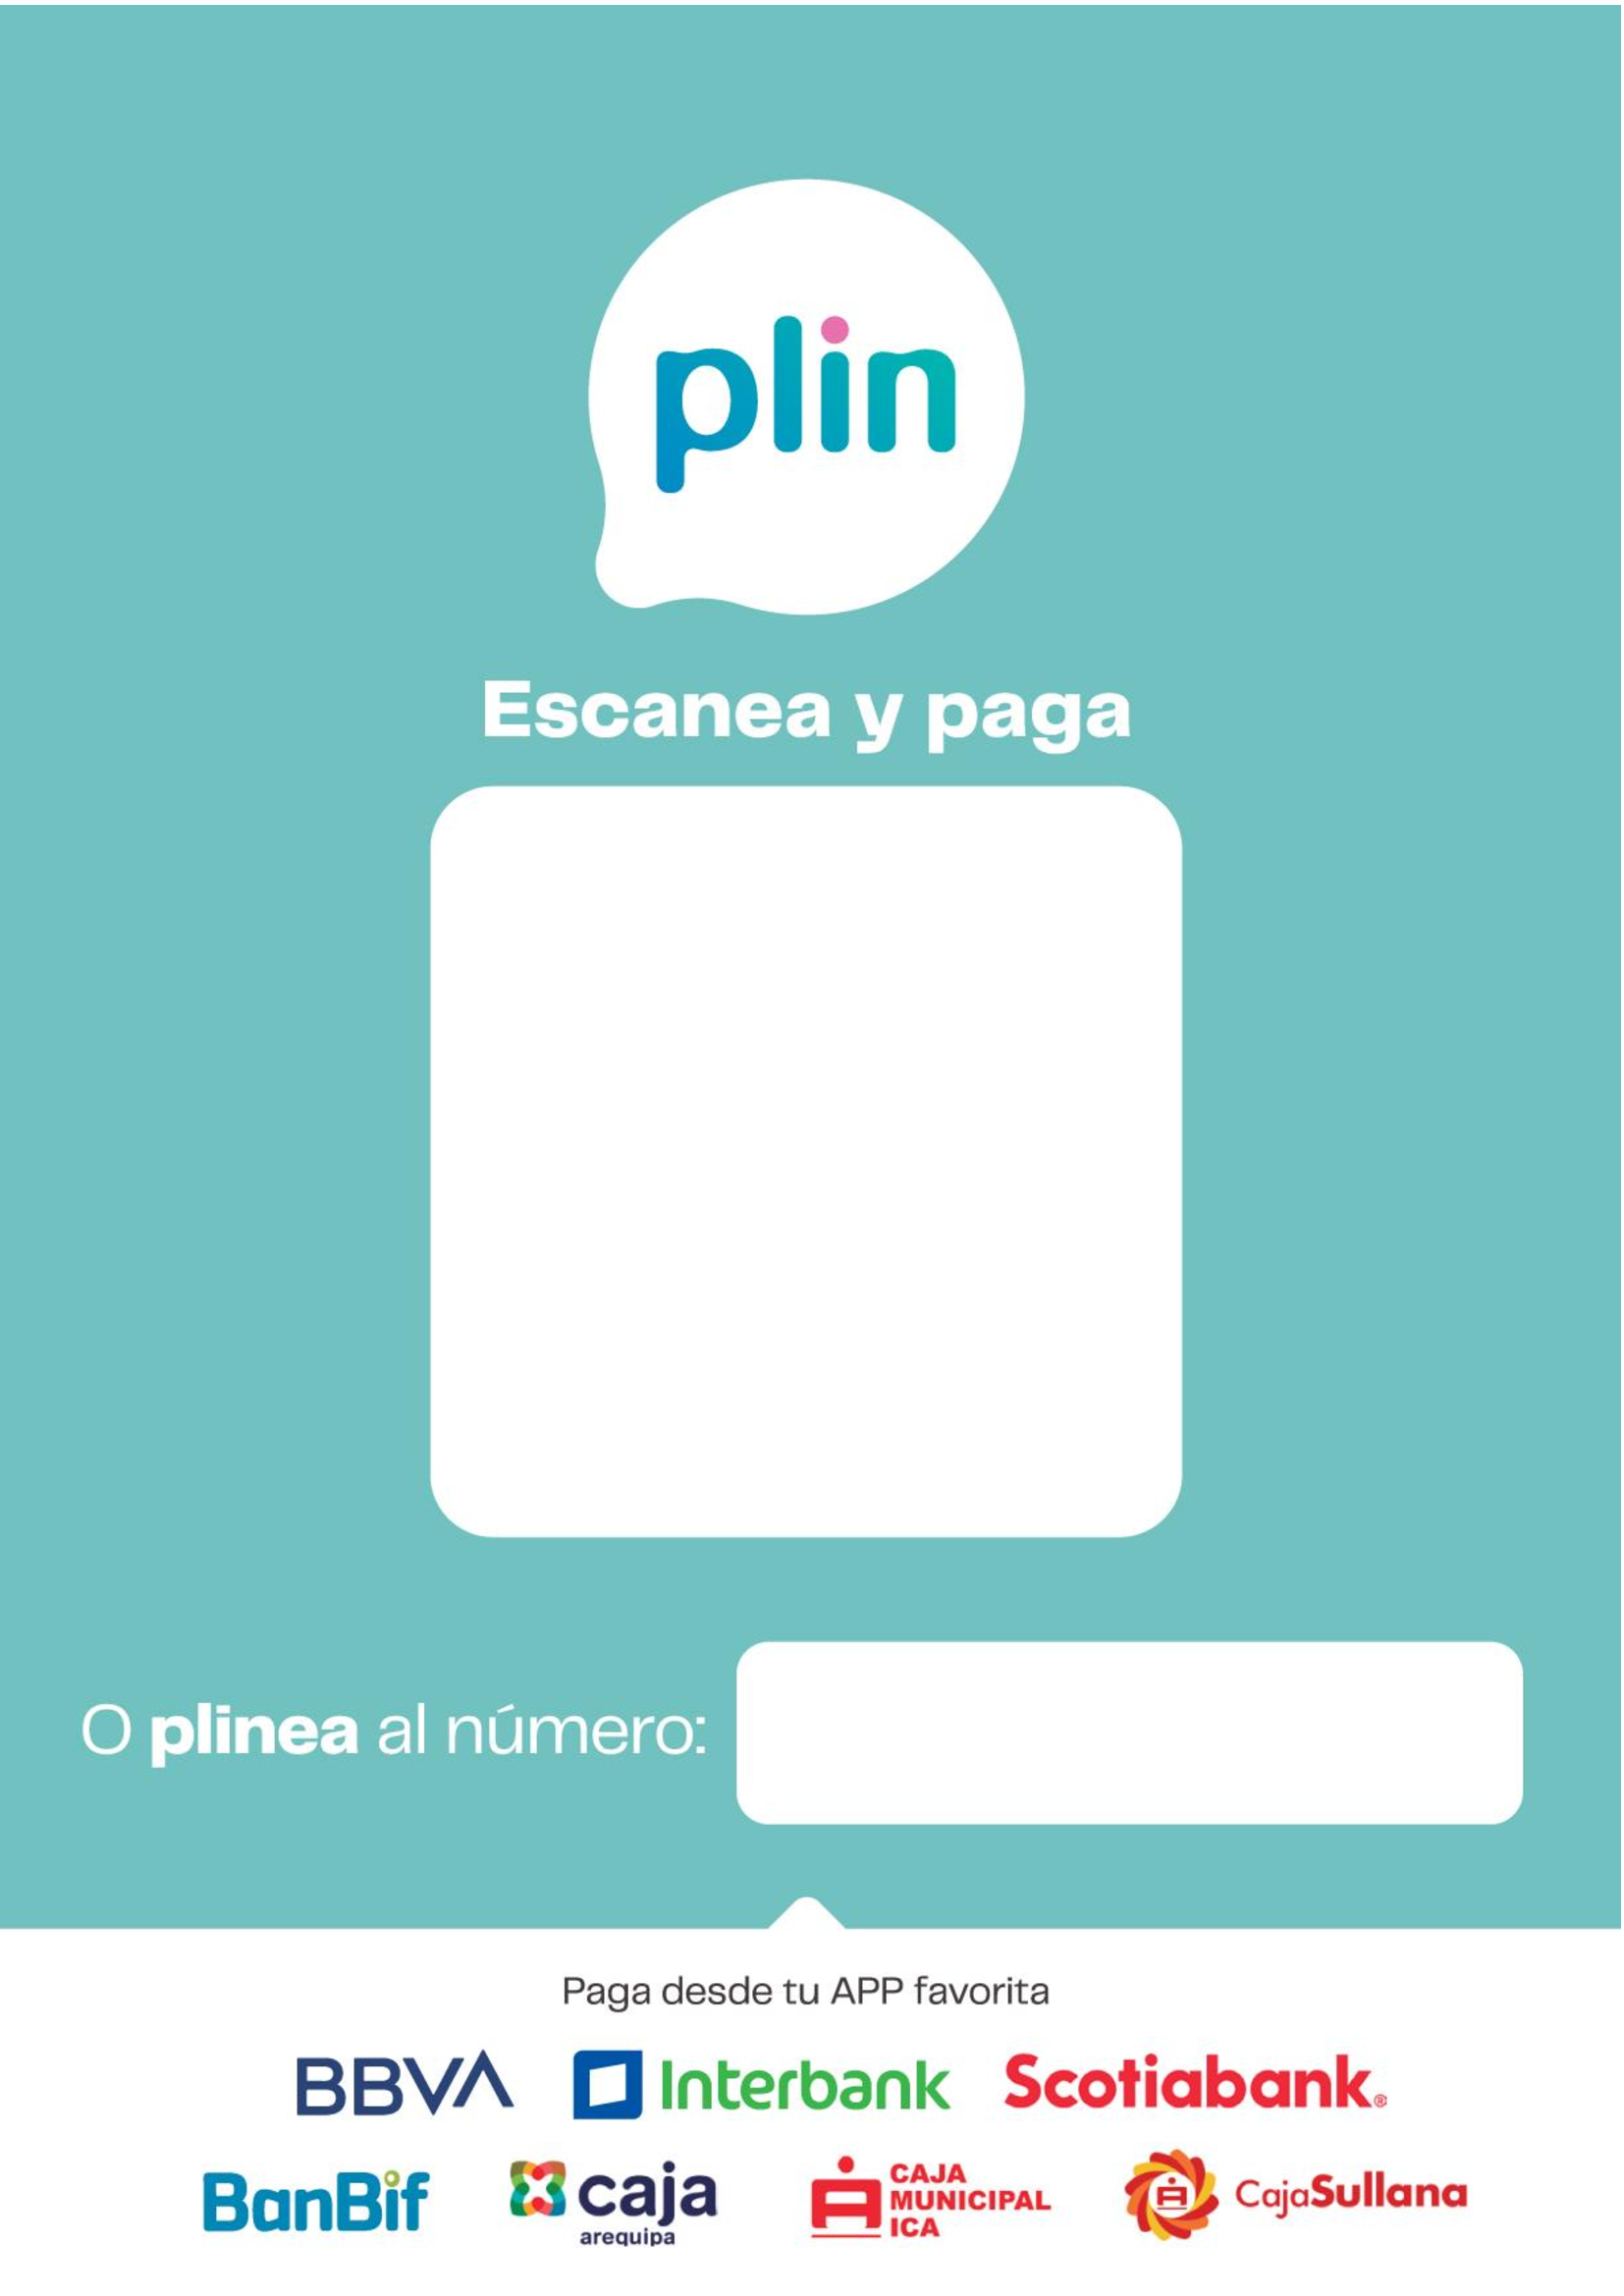 plin
Escanea y paga
O plinea al número:
Paga desde tu APP favorita
BBVA Interbank Scotiabank®
BanBif caja arequipa CAJA MUNICIPAL ICA CajaSullana